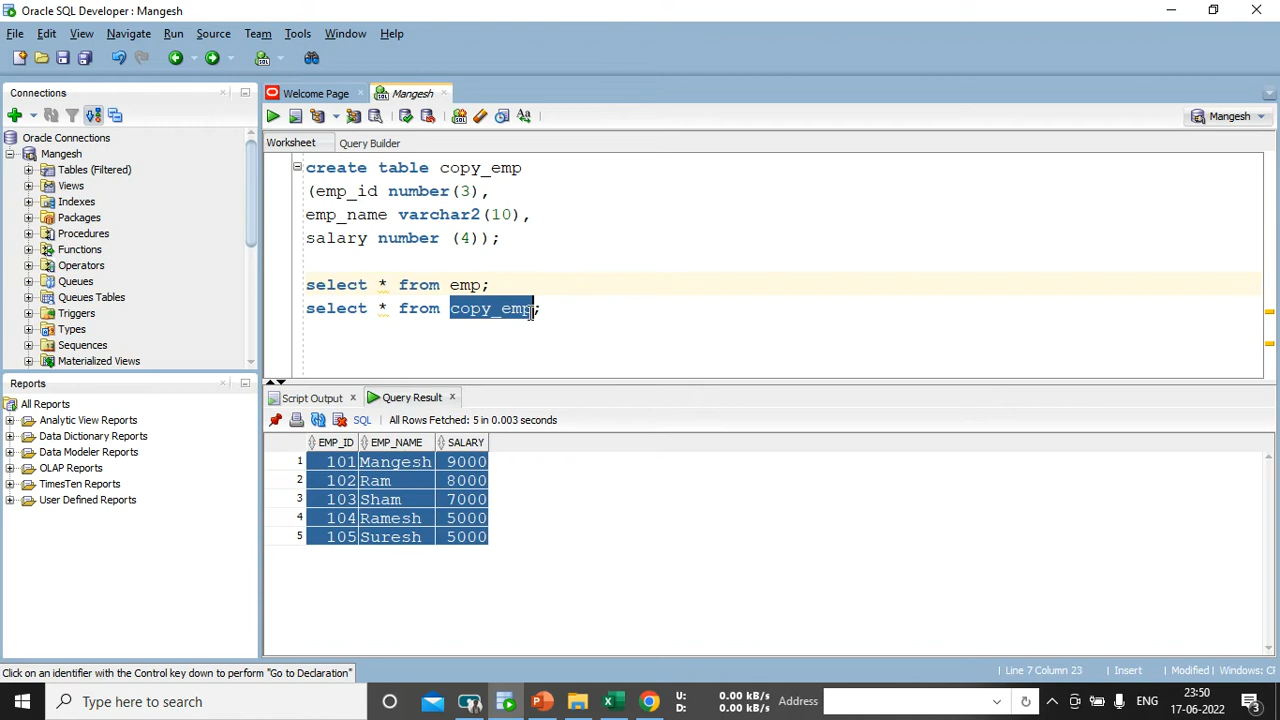 Oracle SQL Developer : Mangesh
File Edit View Navigate Run Source Team Tools Window Help
Connections
Oracle Connections
Mangesh
Tables (Filtered)
Views
Indexes
Packages
Procedures
Functions
Operators
Queues
Queues Tables
Triggers
Types
Sequences
Materialized Views
Reports
All Reports
Analytic View Reports
Data Dictionary Reports
Data Modeler Reports
OLAP Reports
TimesTen Reports
User Defined Reports
Welcome Page Mangesh
Mangesh
Worksheet Query Builder
create table copy_emp
(emp_id number(3),
emp_name varchar2(10),
salary number (4));
select * from emp;
select * from copy_emp;
Script Output Query Result
SQL All Rows Fetched: 5 in 0.003 seconds
EMP_ID EMP_NAME SALARY
1 101 Mangesh 9000
2 102 Ram 8000
3 103 Sham 7000
4 104 Ramesh 5000
5 105 Suresh 5000
Click on an identifier with the Control key down to perform "Go to Declaration"
Line 7 Column 23 Insert Modified Windows: CF
Type here to search
U: 0.00 kB/s
D: 0.00 kB/s
Address
ENG
23:50
17-06-2022
3